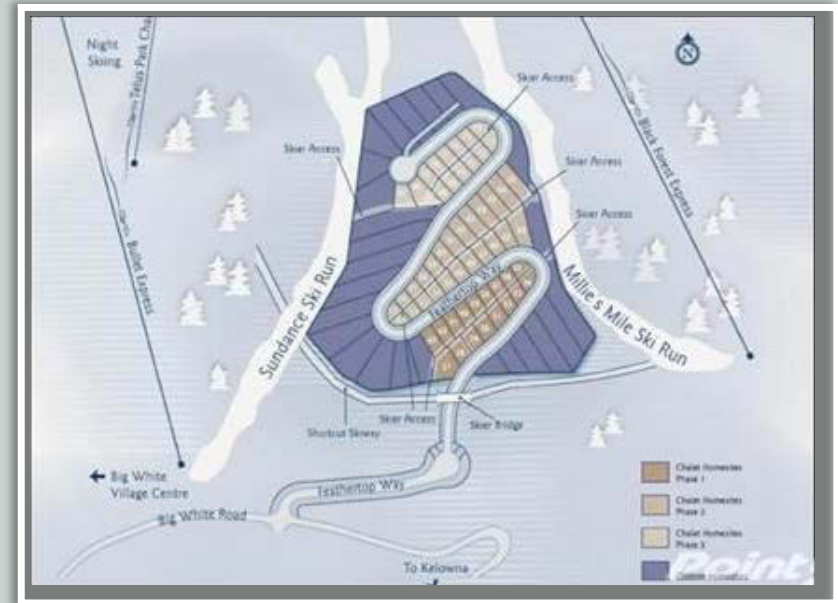 Night
Skiing
Telus Park Cha
N
Skier Access
Skier Access
Black Forest Express
Skier Access
Skier Access
Bullet Express
Feathertop Way
Sundance Ski Run
Millie's Mile Ski Run
Skier Access
Shortcut Skiway
Skier Bridge
Big White
Village Centre
Feathertop Way
Big White Road
To Kelowna
Chalet Homesites
Phase 1
Chalet Homesites
Phase 2
Chalet Homesites
Phase 3
Point